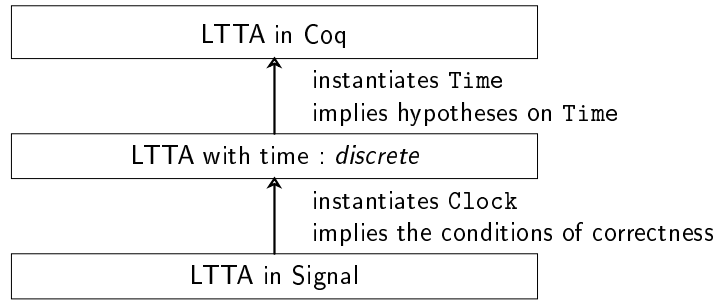 LTTA in Coq
instantiates Time
implies hypotheses on Time
LTTA with time : discrete
instantiates Clock
implies the conditions of correctness
LTTA in Signal